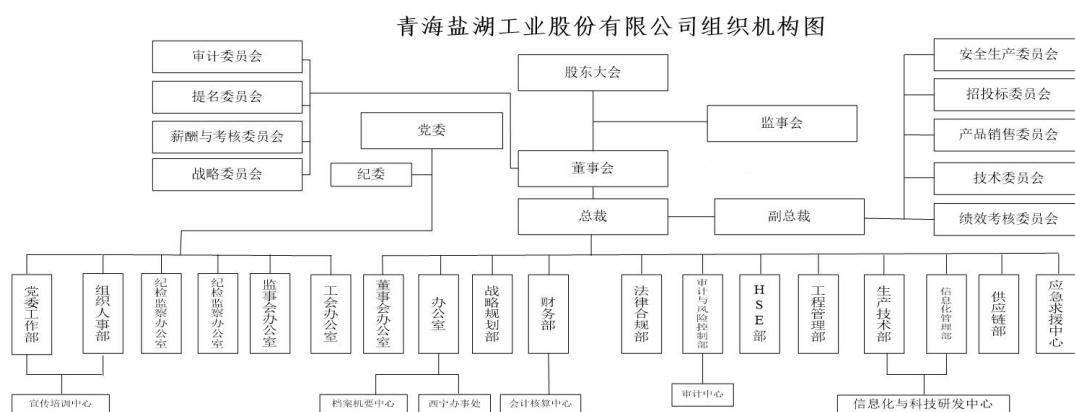 青海盐湖工业股份有限公司组织机构图
审计委员会
提名委员会
薪酬与考核委员会
战略委员会
股东大会
党委
监事会
纪委
董事会
总裁
副总裁
安全生产委员会
招投标委员会
产品销售委员会
技术委员会
绩效考核委员会
党委工作部
组织人事部
纪检监察办公室
纪检监察办公室
监事会办公室
工会办公室
董事会办公室
办公室
战略规划部
财务部
法律合规部
审计与风险控制部
HSE部
工程管理部
生产技术部
信息化管理部
供应链部
应急求援中心
宣传培训中心
档案机要中心
西宁办事处
会计核算中心
审计中心
信息化与科技研发中心